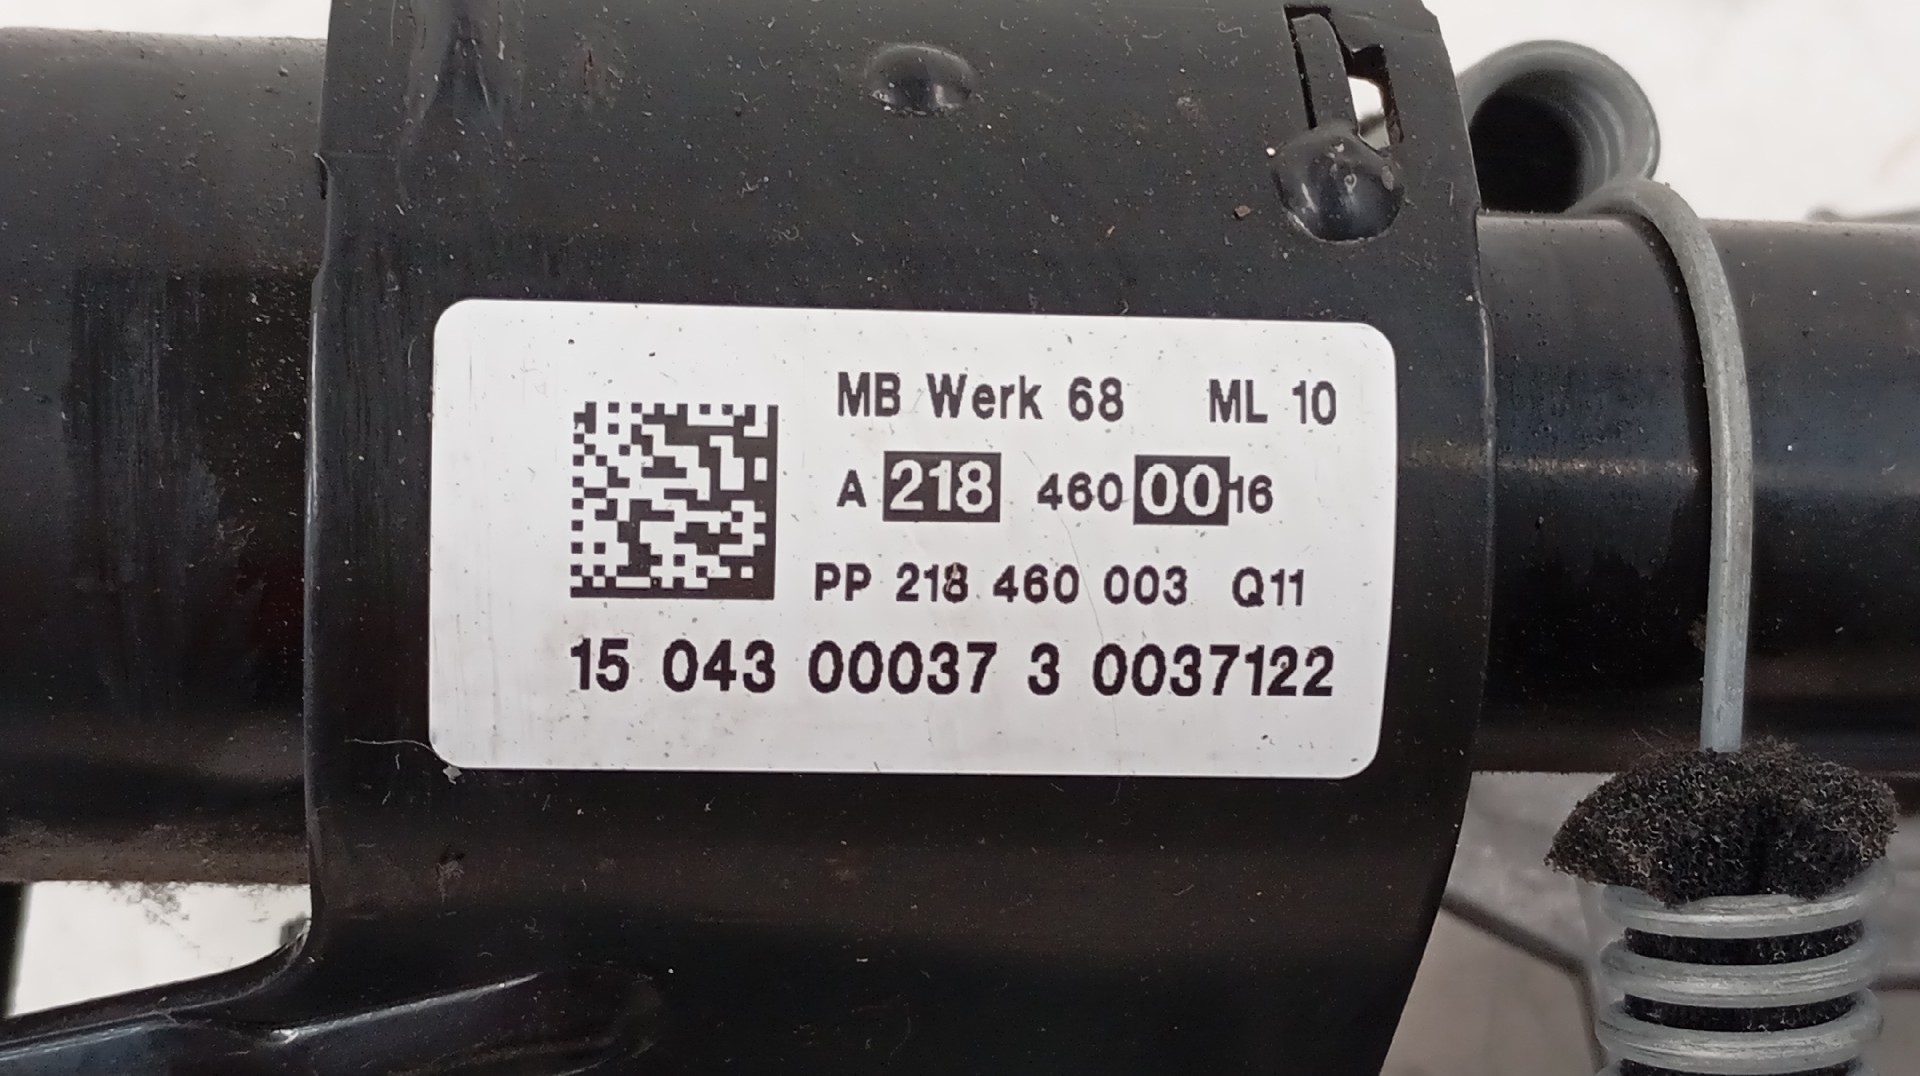 MB Werk 68 ML 10
A 218 460 00 16
PP 218 460 003 Q11
15 043 00037 3 0037122